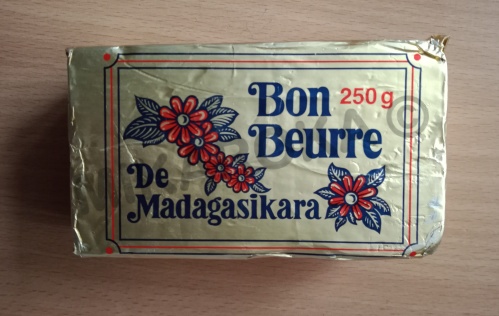 Bon 250 g
Beurre
De
Madagasikara